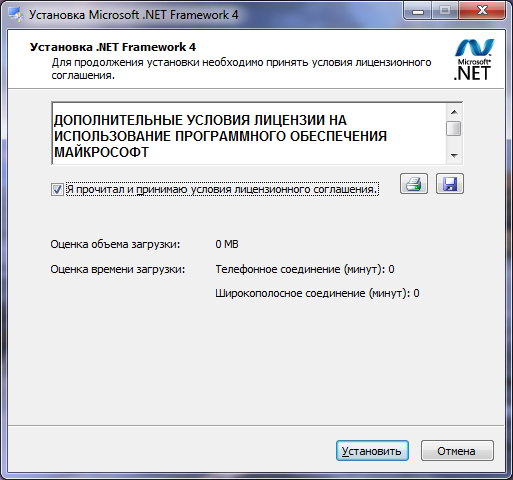 Установка Microsoft .NET Framework 4
Установка .NET Framework 4
Для продолжения установки необходимо принять условия лицензионного
соглашения.
Microsoft®
.NET
ДОПОЛНИТЕЛЬНЫЕ УСЛОВИЯ ЛИЦЕНЗИИ НА
ИСПОЛЬЗОВАНИЕ ПРОГРАММНОГО ОБЕСПЕЧЕНИЯ
МАЙКРОСОФТ
Я прочитал и принимаю условия лицензионного соглашения.
Оценка объема загрузки: 0 MB
Оценка времени загрузки: Телефонное соединение (минут): 0
Широкополосное соединение (минут): 0
Установить Отмена